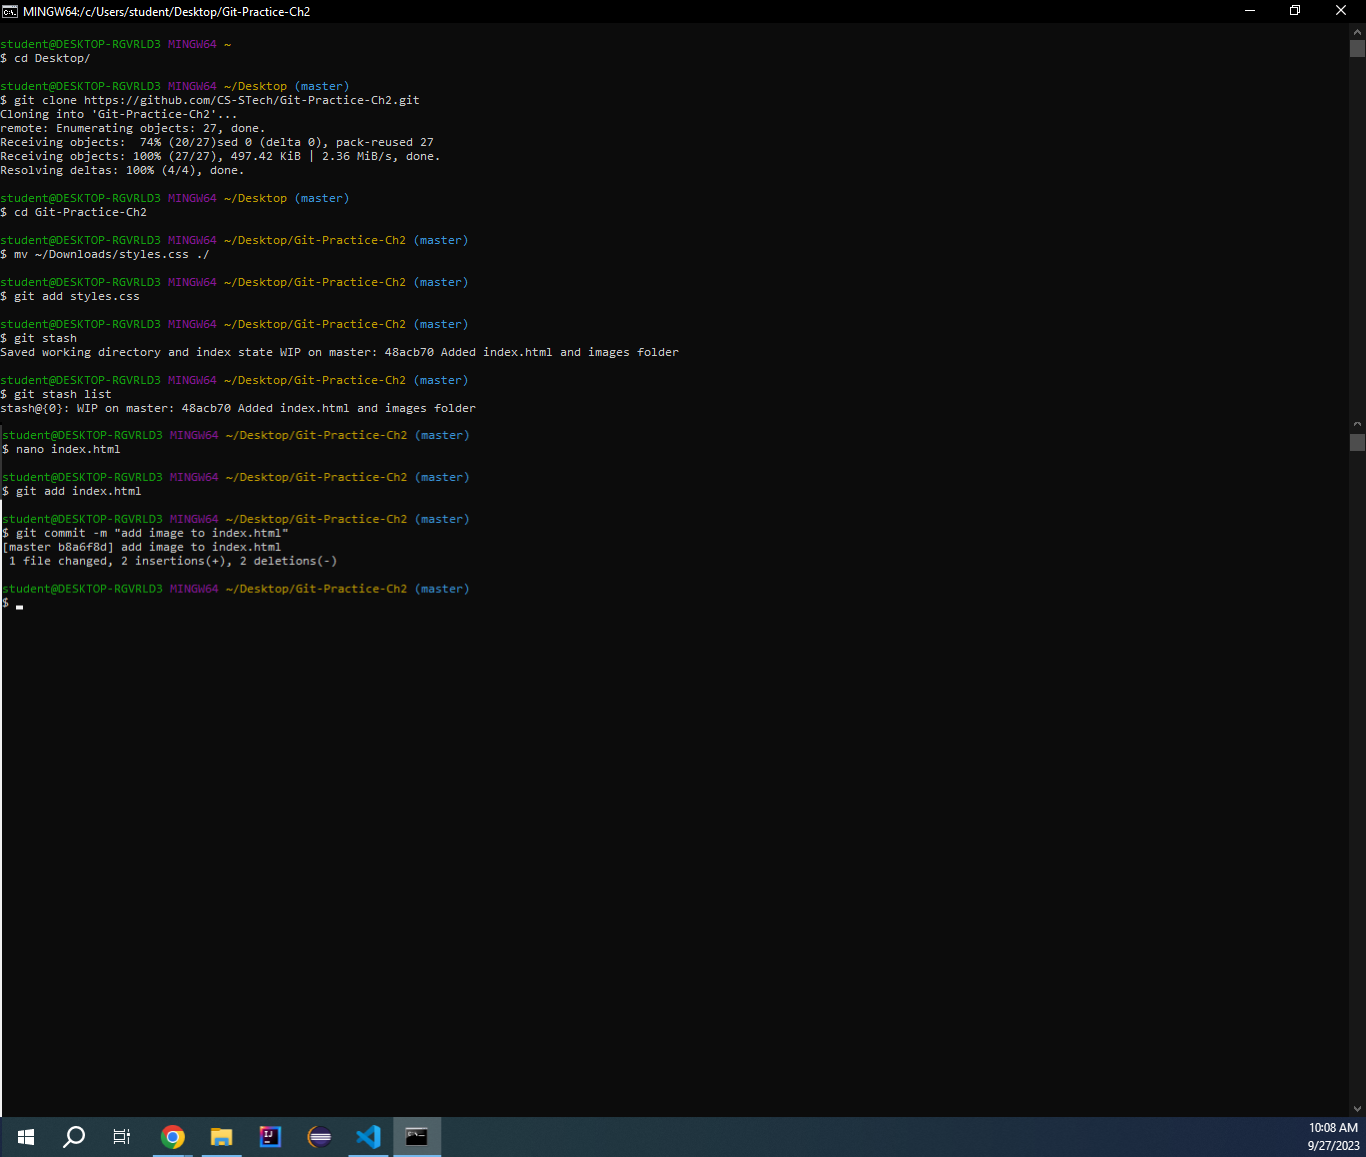 MINGW64:/c/Users/student/Desktop/Git-Practice-Ch2
student@DESKTOP-RGVRLD3 MINGW64 ~
$ cd Desktop/
student@DESKTOP-RGVRLD3 MINGW64 ~/Desktop (master)
$ git clone https://github.com/CS-STech/Git-Practice-Ch2.git
Cloning into 'Git-Practice-Ch2'...
remote: Enumerating objects: 27, done.
Receiving objects:  74% (20/27)sed 0 (delta 0), pack-reused 27
Receiving objects: 100% (27/27), 497.42 KiB | 2.36 MiB/s, done.
Resolving deltas: 100% (4/4), done.
student@DESKTOP-RGVRLD3 MINGW64 ~/Desktop (master)
$ cd Git-Practice-Ch2
student@DESKTOP-RGVRLD3 MINGW64 ~/Desktop/Git-Practice-Ch2 (master)
$ mv ~/Downloads/styles.css ./
student@DESKTOP-RGVRLD3 MINGW64 ~/Desktop/Git-Practice-Ch2 (master)
$ git add styles.css
student@DESKTOP-RGVRLD3 MINGW64 ~/Desktop/Git-Practice-Ch2 (master)
$ git stash
Saved working directory and index state WIP on master: 48acb70 Added index.html and images folder
student@DESKTOP-RGVRLD3 MINGW64 ~/Desktop/Git-Practice-Ch2 (master)
$ git stash list
stash@{0}: WIP on master: 48acb70 Added index.html and images folder
student@DESKTOP-RGVRLD3 MINGW64 ~/Desktop/Git-Practice-Ch2 (master)
$ nano index.html
student@DESKTOP-RGVRLD3 MINGW64 ~/Desktop/Git-Practice-Ch2 (master)
$ git add index.html
student@DESKTOP-RGVRLD3 MINGW64 ~/Desktop/Git-Practice-Ch2 (master)
$ git commit -m "add image to index.html"
[master b8a6f8d] add image to index.html
 1 file changed, 2 insertions(+), 2 deletions(-)
student@DESKTOP-RGVRLD3 MINGW64 ~/Desktop/Git-Practice-Ch2 (master)
$
10:08 AM
9/27/2023